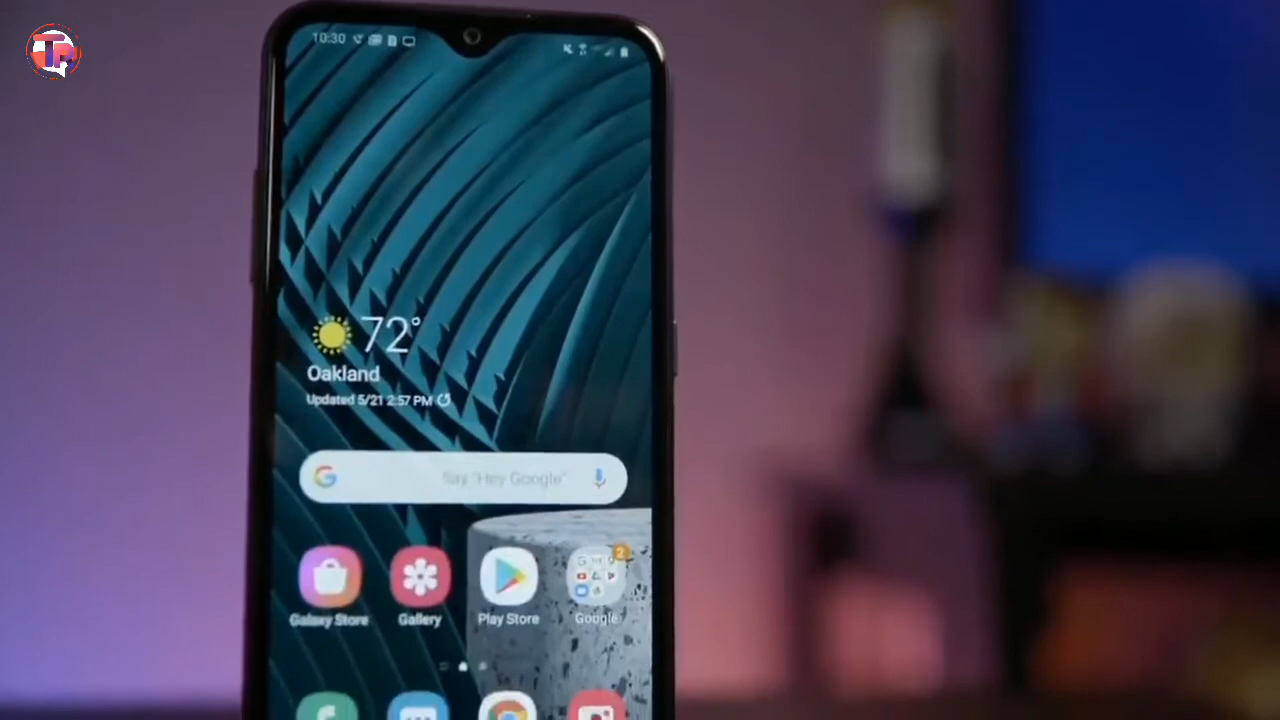 10:30
72°
Oakland
Updated 5/21 2:57 PM
Say "Hey Google"
2
Galaxy Store
Gallery
Play Store
Google